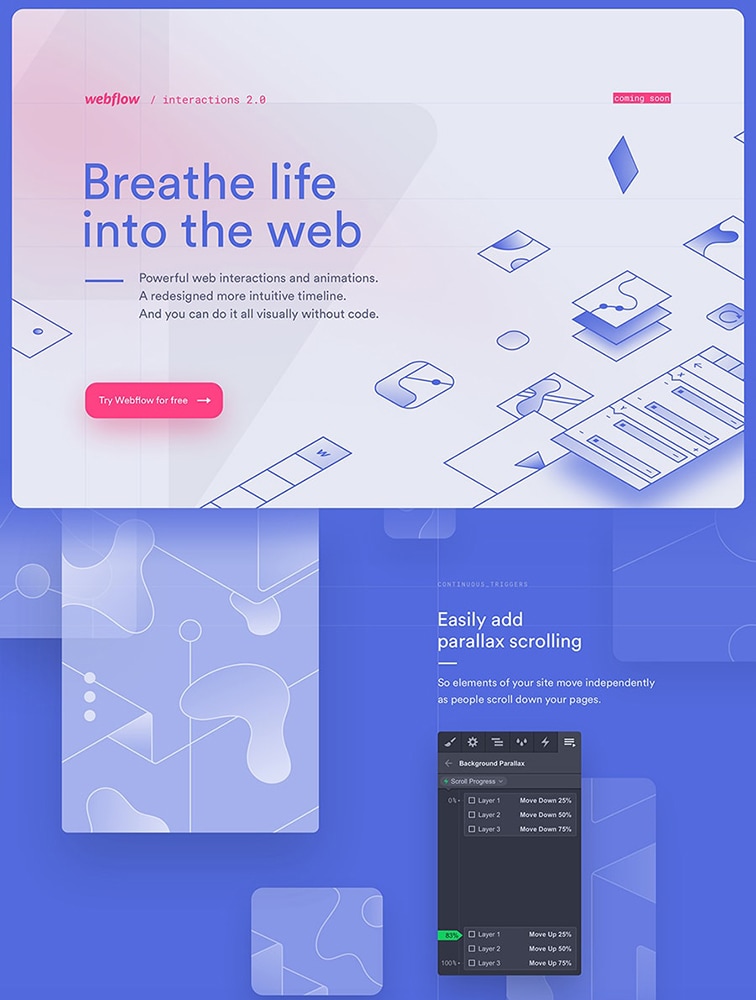 webflow / interactions 2.0
coming soon
Breathe life
into the web
Powerful web interactions and animations.
A redesigned more intuitive timeline.
And you can do it all visually without code.
Try Webflow for free
W
CONTINUOUS_TRIGGERS
Easily add
parallax scrolling
So elements of your site move independently
as people scroll down your pages.
Background Parallax
Scroll Progress
0% Layer 1 Move Down 25%
Layer 2 Move Down 50%
Layer 3 Move Down 75%
83% Layer 1 Move Up 25%
Layer 2 Move Up 50%
100% Layer 3 Move Up 75%